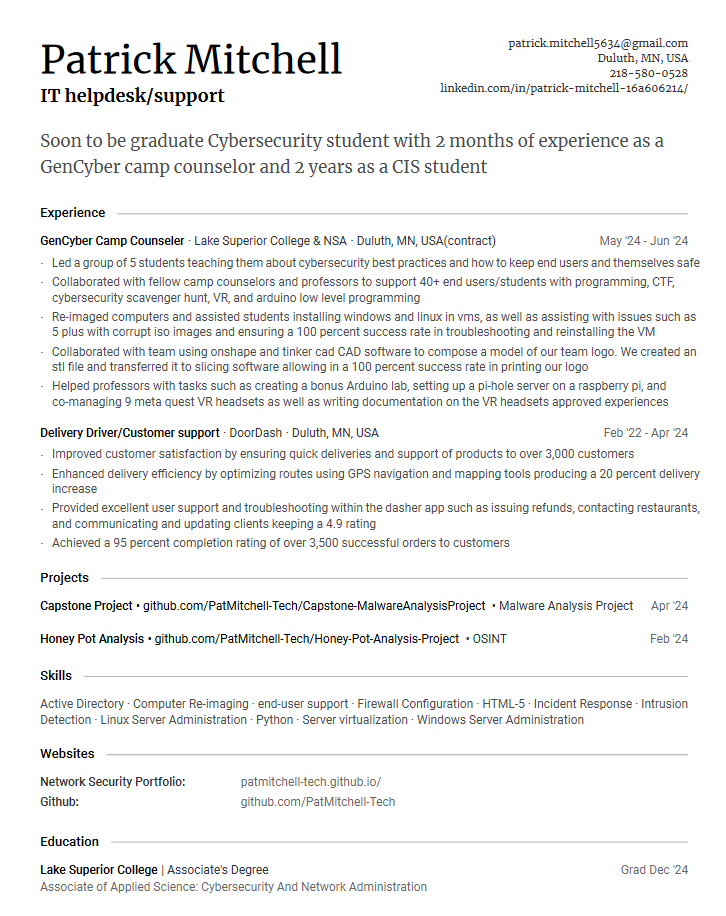 Patrick Mitchell
IT helpdesk/support
patrick.mitchell5634@gmail.com
Duluth, MN, USA
218-580-0528
linkedin.com/in/patrick-mitchell-16a606214/
Soon to be graduate Cybersecurity student with 2 months of experience as a
GenCyber camp counselor and 2 years as a CIS student
Experience
GenCyber Camp Counseler · Lake Superior College & NSA · Duluth, MN, USA(contract) May '24 - Jun '24
· Led a group of 5 students teaching them about cybersecurity best practices and how to keep end users and themselves safe
· Collaborated with fellow camp counselors and professors to support 40+ end users/students with programming, CTF,
cybersecurity scavenger hunt, VR, and arduino low level programming
· Re-imaged computers and assisted students installing windows and linux in vms, as well as assisting with issues such as
5 plus with corrupt iso images and ensuring a 100 percent success rate in troubleshooting and reinstalling the VM
· Collaborated with team using onshape and tinker cad CAD software to compose a model of our team logo. We created an
stl file and transferred it to slicing software allowing in a 100 percent success rate in printing our logo
· Helped professors with tasks such as creating a bonus Arduino lab, setting up a pi-hole server on a raspberry pi, and
co-managing 9 meta quest VR headsets as well as writing documentation on the VR headsets approved experiences
Delivery Driver/Customer support · DoorDash · Duluth, MN, USA Feb '22 - Apr '24
· Improved customer satisfaction by ensuring quick deliveries and support of products to over 3,000 customers
· Enhanced delivery efficiency by optimizing routes using GPS navigation and mapping tools producing a 20 percent delivery
increase
· Provided excellent user support and troubleshooting within the dasher app such as issuing refunds, contacting restaurants,
and communicating and updating clients keeping a 4.9 rating
· Achieved a 95 percent completion rating of over 3,500 successful orders to customers
Projects
Capstone Project • github.com/PatMitchell-Tech/Capstone-MalwareAnalysisProject • Malware Analysis Project Apr '24
Honey Pot Analysis • github.com/PatMitchell-Tech/Honey-Pot-Analysis-Project • OSINT Feb '24
Skills
Active Directory · Computer Re-imaging · end-user support · Firewall Configuration · HTML-5 · Incident Response · Intrusion
Detection · Linux Server Administration · Python · Server virtualization · Windows Server Administration
Websites
Network Security Portfolio: patmitchell-tech.github.io/
Github: github.com/PatMitchell-Tech
Education
Lake Superior College | Associate's Degree Grad Dec '24
Associate of Applied Science: Cybersecurity And Network Administration